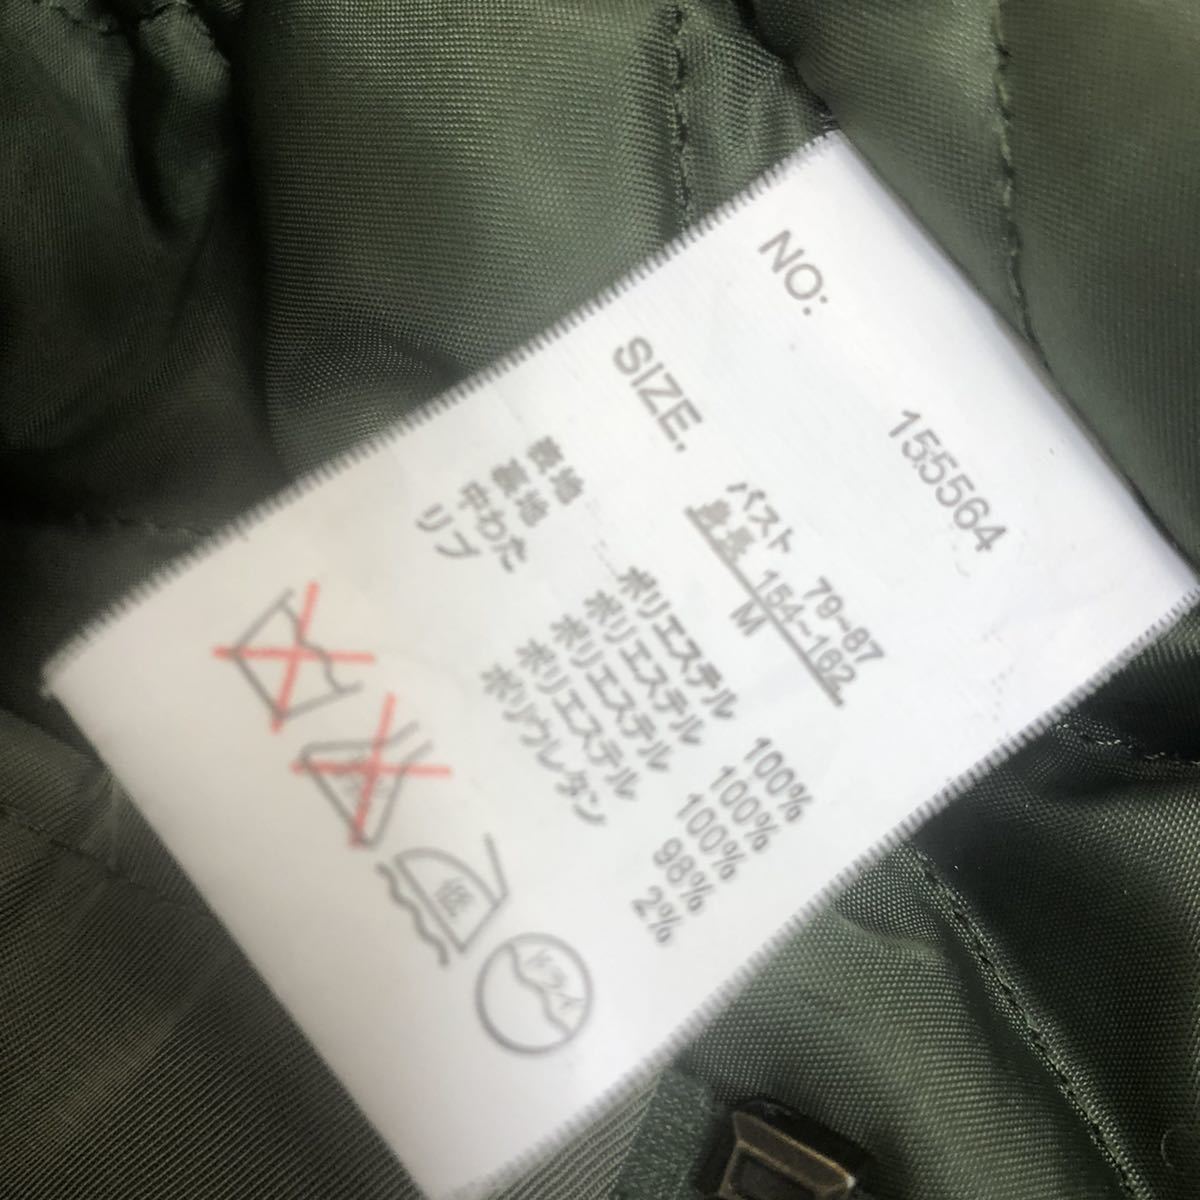 NO: 155564
SIZE.
バスト 79~87
身長 154~162
M
表地 ポリエステル 100%
裏地 ポリエステル 100%
中わた ポリエステル 100%
リブ ポリエステル 98%
ポリウレタン 2%
低
ドライ